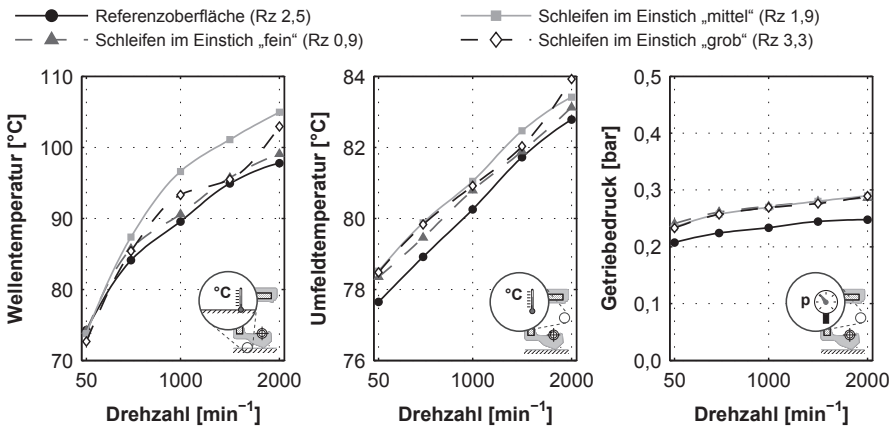 Referenzoberfläche (Rz 2,5)
Schleifen im Einstich „mittel“ (Rz 1,9)
Schleifen im Einstich „fein“ (Rz 0,9)
Schleifen im Einstich „grob“ (Rz 3,3)
Wellentemperatur [°C]
110
100
90
80
70
50
1000
2000
Drehzahl [min⁻¹]
°C
Umfeldtemperatur [°C]
84
82
80
78
76
50
1000
2000
Drehzahl [min⁻¹]
°C
Getriebedruck [bar]
0,5
0,4
0,3
0,2
0,1
0,0
50
1000
2000
Drehzahl [min⁻¹]
p